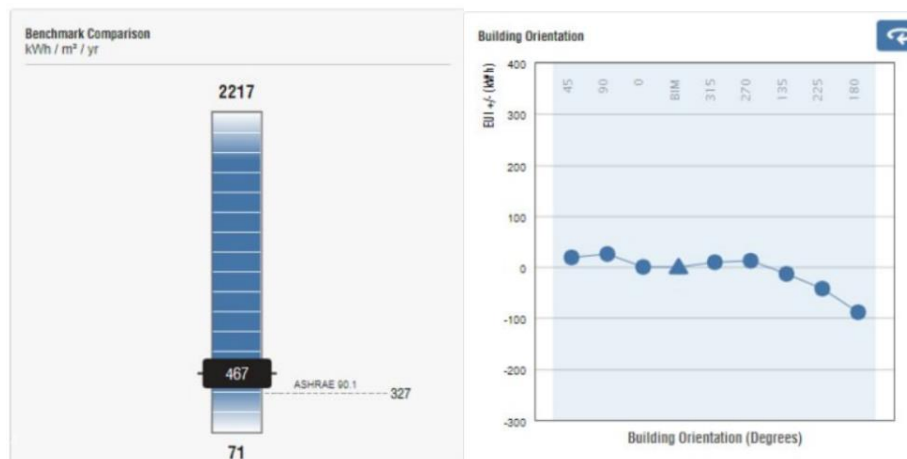 Benchmark Comparison
kWh / m² / yr
2217
467
ASHRAE 90.1
327
71
Building Orientation
EUI +/- (kWh)
400
300
200
100
0
-100
-200
-300
45
90
0
BIM
315
270
135
225
180
Building Orientation (Degrees)